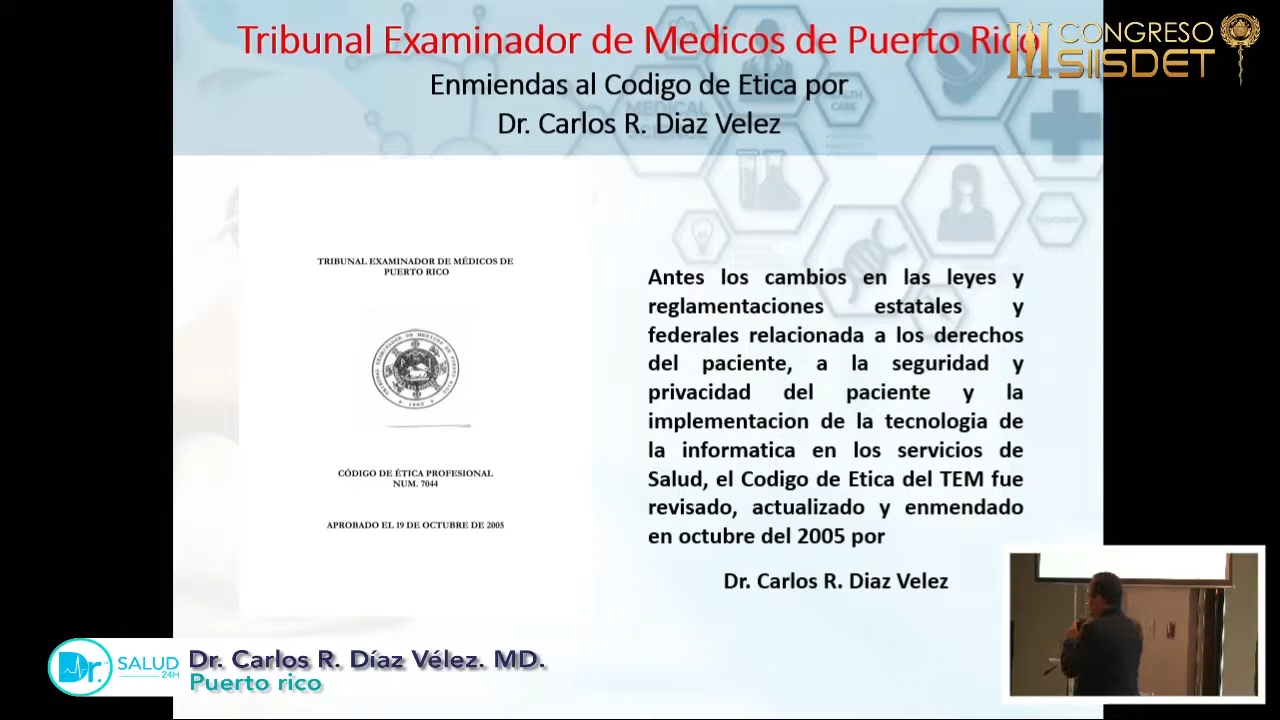 Tribunal Examinador de Medicos de Puerto Ric
CONGRESO
SIISDET
Enmiendas al Codigo de Etica por
Dr. Carlos R. Diaz Velez
MEDICAL
SCIENCE
HEALTH
CARE
TRIBUNAL EXAMINADOR DE MÉDICOS DE
PUERTO RICO
CÓDIGO DE ÉTICA PROFESIONAL
NUM. 7044
APROBADO EL 19 DE OCTUBRE DE 2005
Antes los cambios en las leyes y
reglamentaciones estatales y
federales relacionada a los derechos
del paciente, a la seguridad y
privacidad del paciente y la
implementacion de la tecnologia de
la informatica en los servicios de
Salud, el Codigo de Etica del TEM fue
revisado, actualizado y enmendado
en octubre del 2005 por
Dr. Carlos R. Diaz Velez
Dr.
SALUD
24H
Dr. Carlos R. Díaz Vélez. MD.
Puerto rico